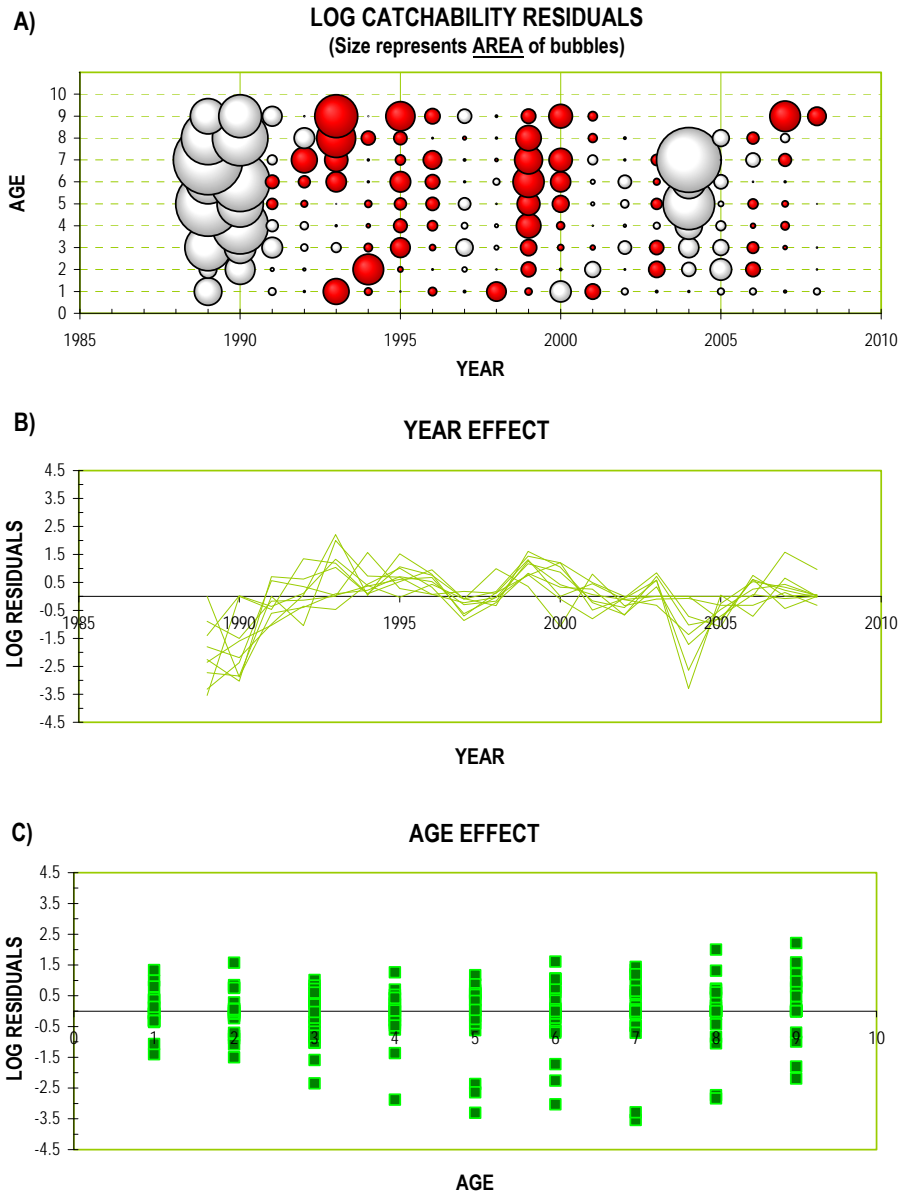 A)
LOG CATCHABILITY RESIDUALS
(Size represents AREA of bubbles)
AGE
10
9
8
7
6
5
4
3
2
1
0
1985 1990 1995 2000 2005 2010
YEAR
B)
YEAR EFFECT
LOG RESIDUALS
4.5
3.5
2.5
1.5
0.5
-0.5
-1.5
-2.5
-3.5
-4.5
1985 1990 1995 2000 2005 2010
YEAR
C)
AGE EFFECT
LOG RESIDUALS
4.5
3.5
2.5
1.5
0.5
-0.5
-1.5
-2.5
-3.5
-4.5
0 1 2 3 4 5 6 7 8 9 10
AGE